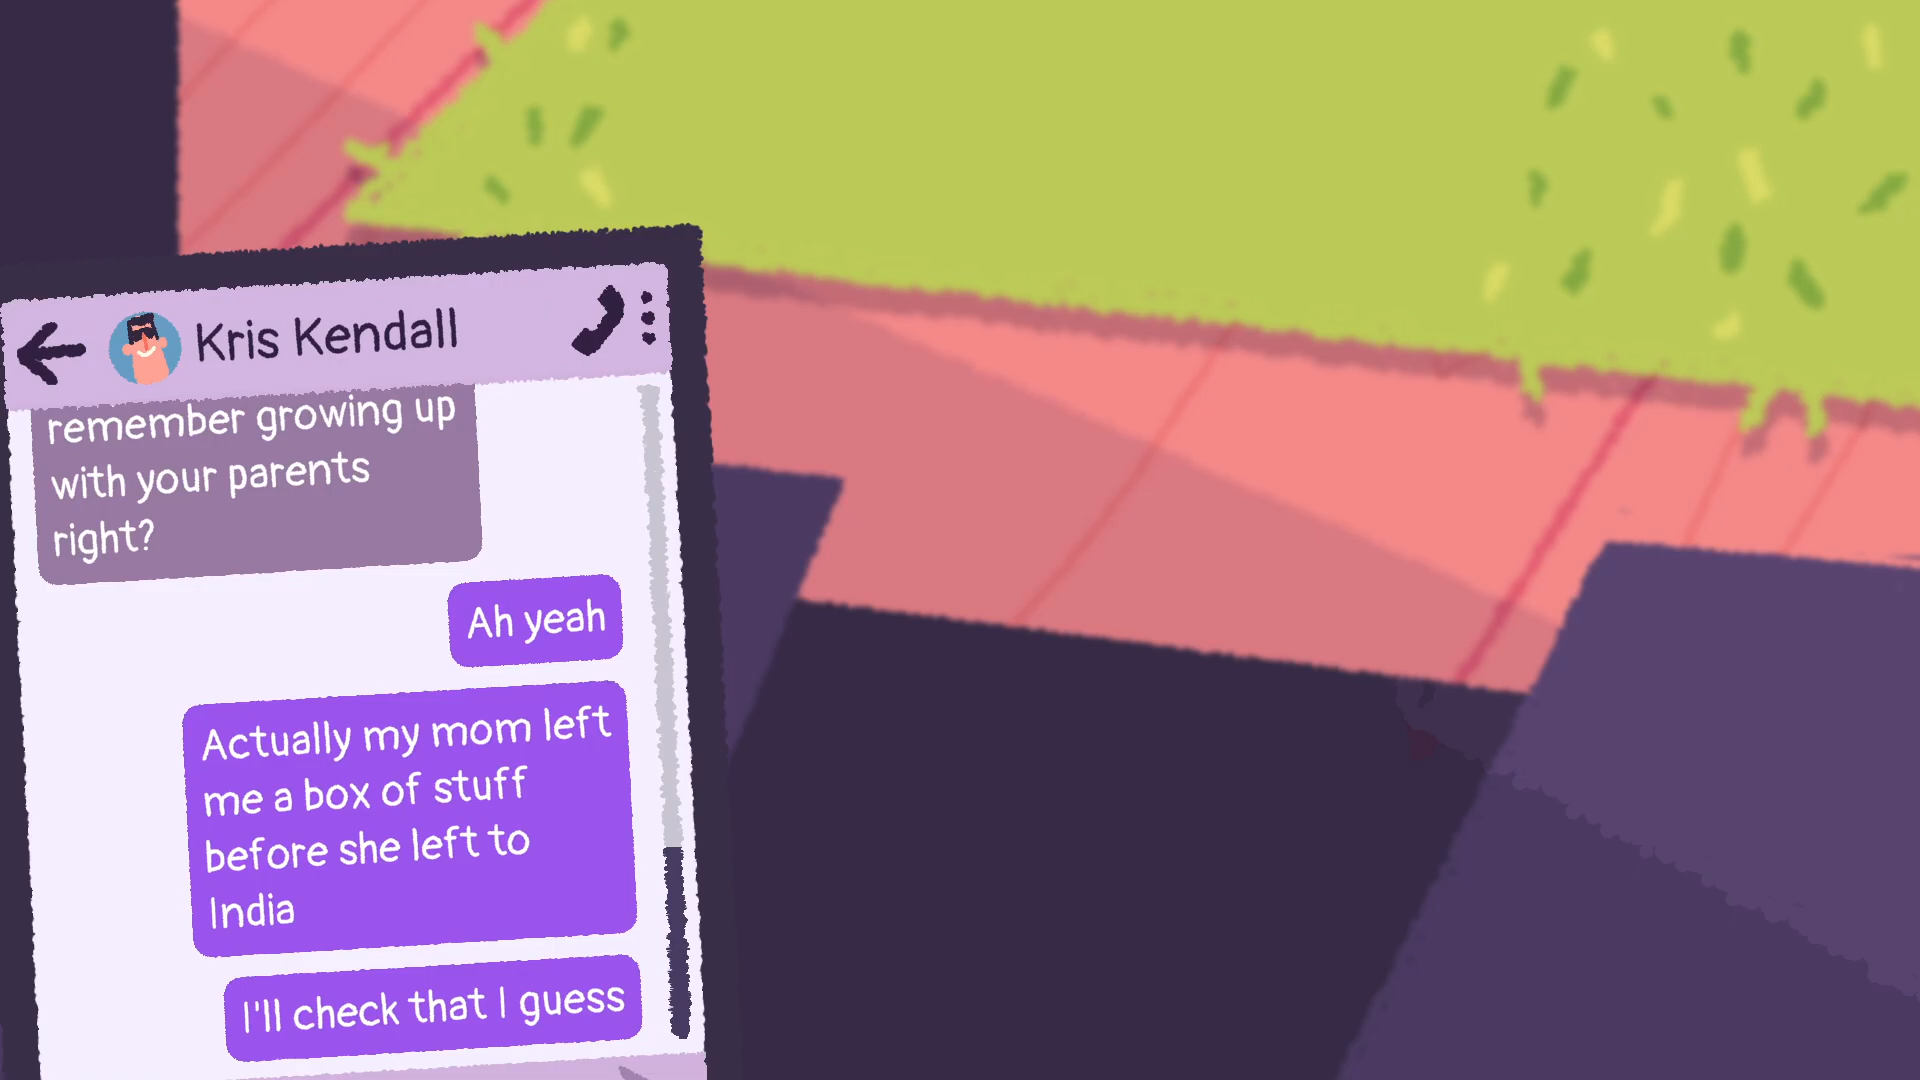 Kris Kendall
remember growing up
with your parents
right?
Ah yeah
Actually my mom left
me a box of stuff
before she left to
India
I'll check that I guess